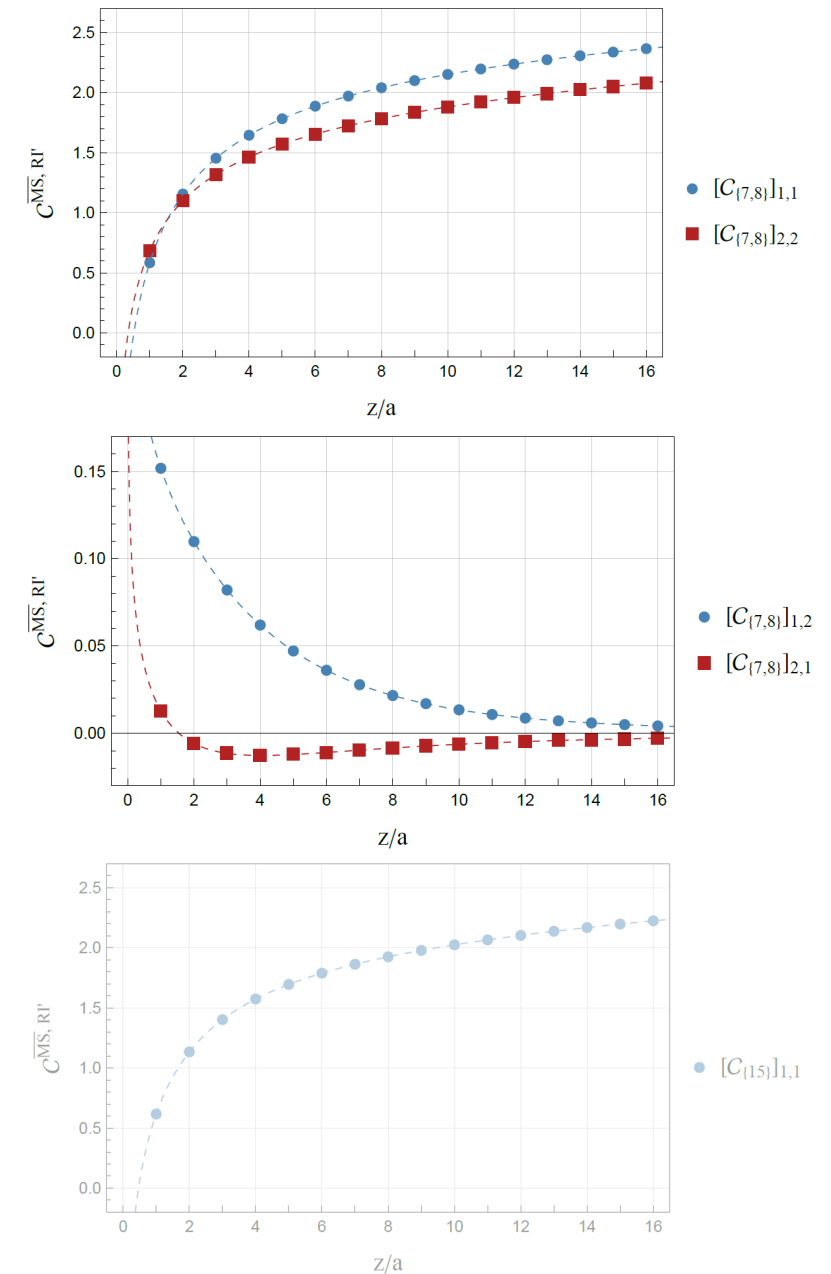 2.5
2.0
1.5
1.0
0.5
0.0
0 2 4 6 8 10 12 14 16
z/a
C^{\overline{MS}, RI'}
[C_{\{7,8\}}]_{1,1}
[C_{\{7,8\}}]_{2,2}
0.15
0.10
0.05
0.00
0 2 4 6 8 10 12 14 16
z/a
C^{\overline{MS}, RI'}
[C_{\{7,8\}}]_{1,2}
[C_{\{7,8\}}]_{2,1}
2.5
2.0
1.5
1.0
0.5
0.0
0 2 4 6 8 10 12 14 16
z/a
C^{\overline{MS}, RI'}
[C_{\{15\}}]_{1,1}